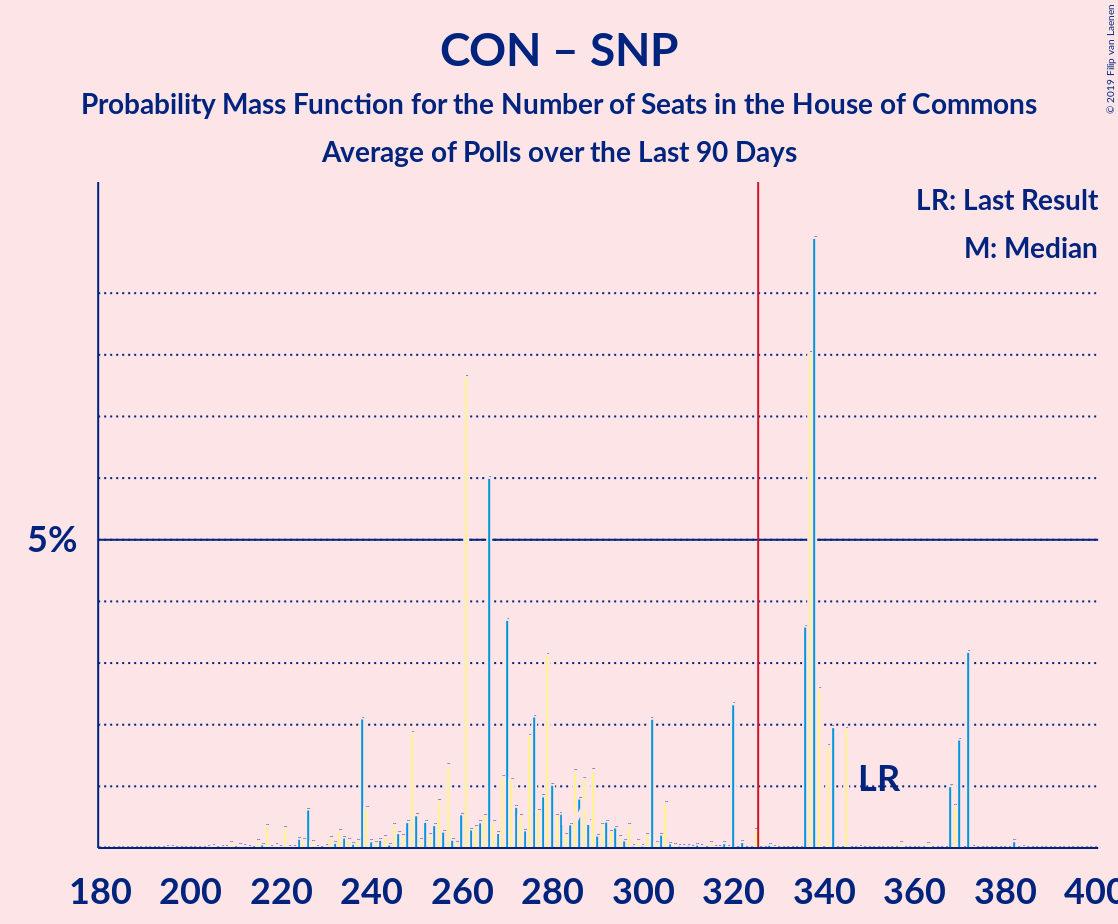 CON – SNP
Probability Mass Function for the Number of Seats in the House of Commons
Average of Polls over the Last 90 Days
© 2019 Filip van Laenen
LR: Last Result
M: Median
5%
LR
180 200 220 240 260 280 300 320 340 360 380 400